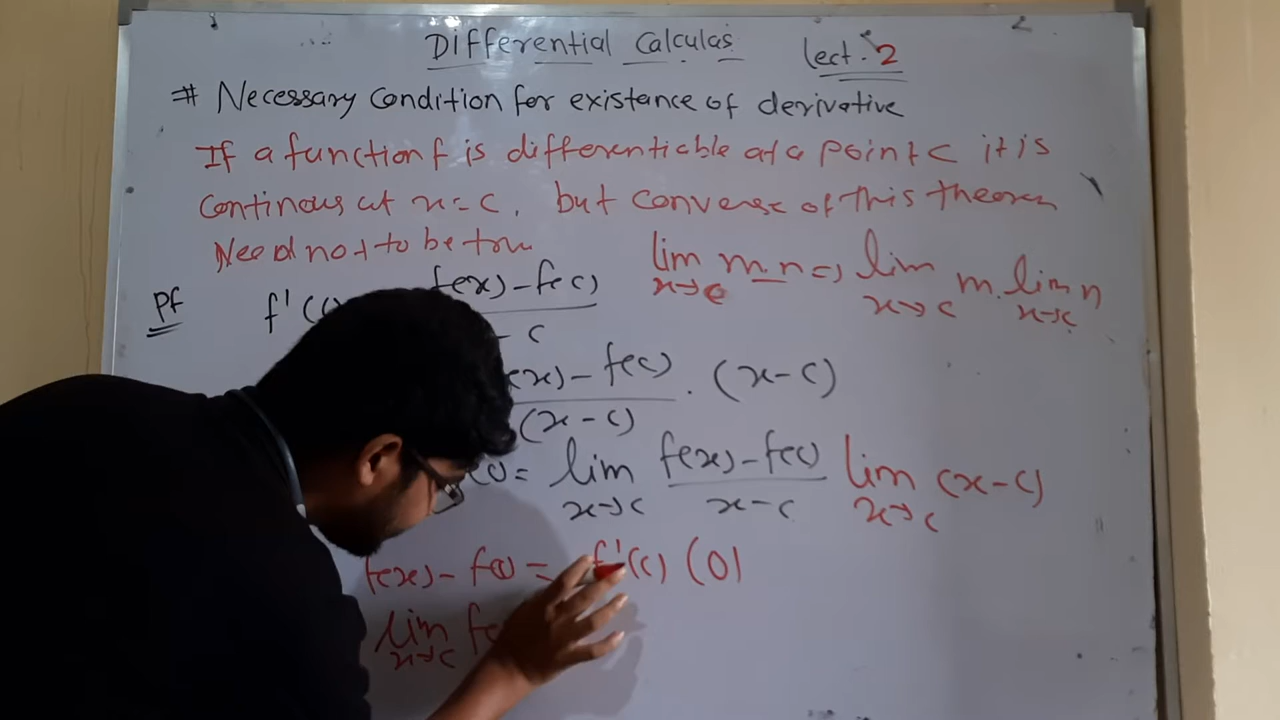 Differential Calculas Lect. 2
# Necessary Condition for existance of derivative
If a function f is differentiable at a point c it is
Continous at x = c. but converse of this theorem
Need not to be true
lim x→c m.n => lim x→c m. lim x→c n
Pf f'(c) f(x) - f(c) / - c
(x) - f(c) / (x - c) . (x - c)
= lim x→c f(x) - f(c) / x - c lim x→c (x - c)
f(x) - f(c) = f'(c) (0)
lim x→c